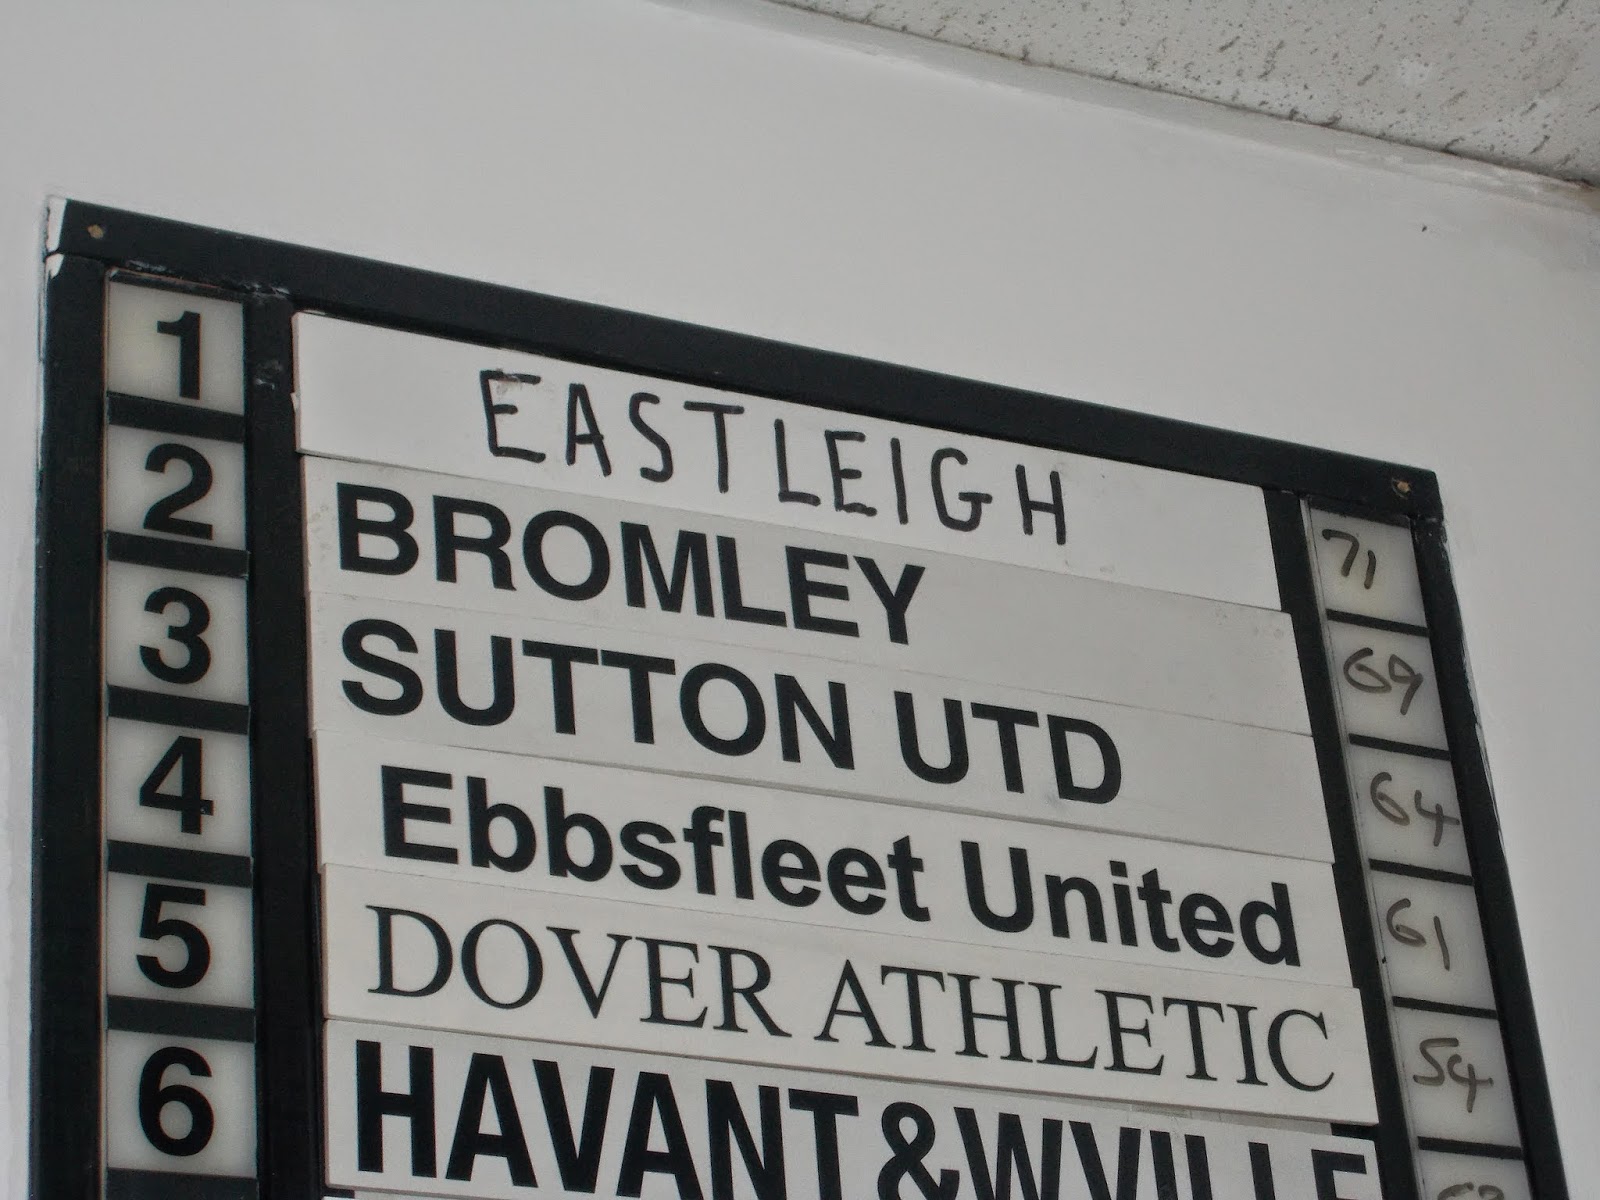 1 EASTLEIGH 71
2 BROMLEY 69
3 SUTTON UTD 64
4 Ebbsfleet United 61
5 DOVER ATHLETIC 54
6 HAVANT&WVILLE